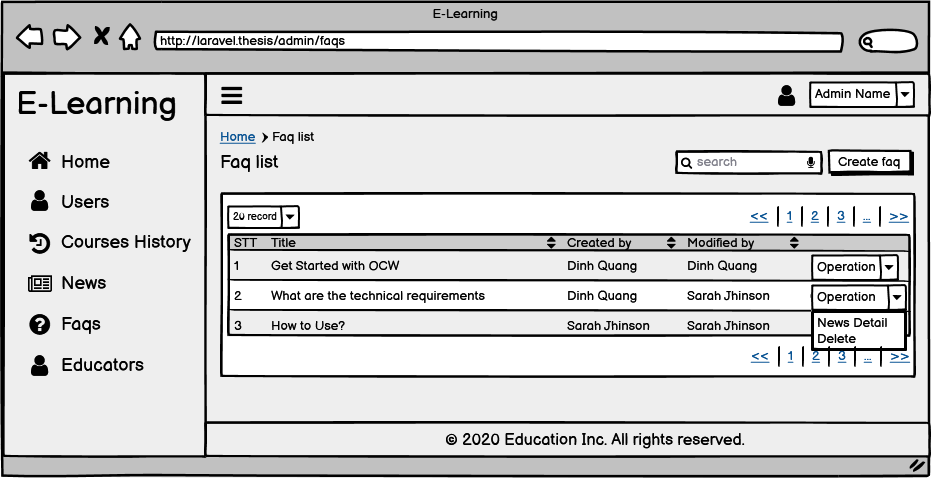 E-Learning
http://laravel.thesis/admin/faqs
E-Learning
Admin Name
Home
Users
Courses History
News
Faqs
Educators
Home Faq list
Faq list
search
Create faq
20 record
<< 1 2 3 ... >>
STT Title Created by Modified by
1 Get Started with OCW Dinh Quang Dinh Quang Operation
2 What are the technical requirements Dinh Quang Sarah Jhinson Operation
3 How to Use? Sarah Jhinson Sarah Jhinson
News Detail
Delete
<< 1 2 3 ... >>
© 2020 Education Inc. All rights reserved.